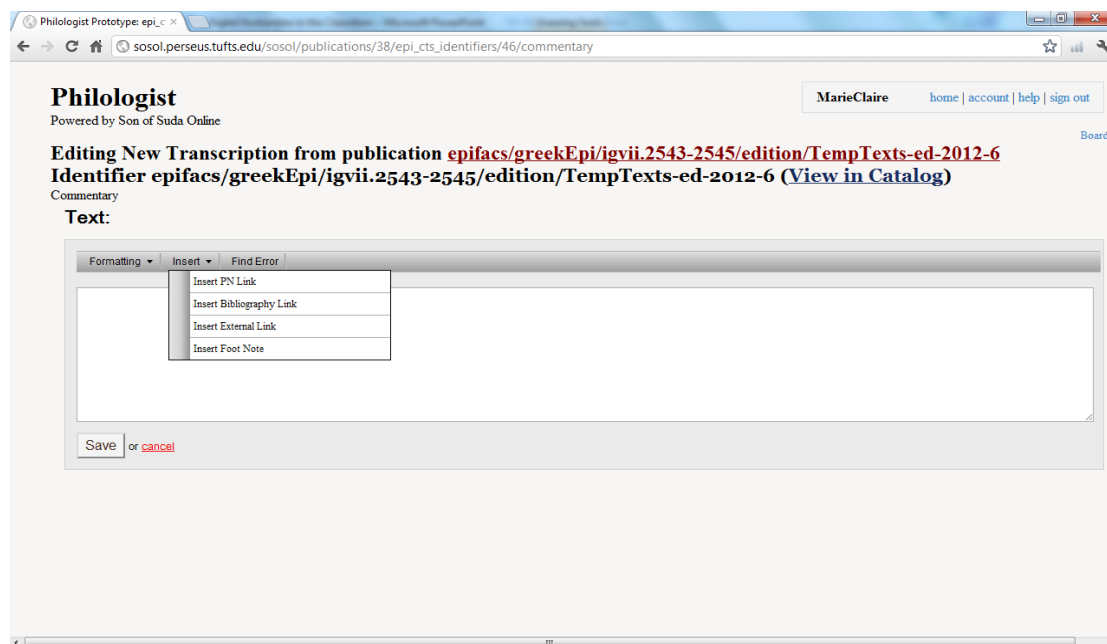 Philologist Prototype: epi_c ×
sosol.perseus.tufts.edu/sosol/publications/38/epi_cts_identifiers/46/commentary
Philologist
MarieClaire home | account | help | sign out
Powered by Son of Suda Online
Board
Editing New Transcription from publication epifacs/greekEpi/igvii.2543-2545/edition/TempTexts-ed-2012-6
Identifier epifacs/greekEpi/igvii.2543-2545/edition/TempTexts-ed-2012-6 (View in Catalog)
Commentary
Text:
Formatting Insert Find Error
Insert PN Link
Insert Bibliography Link
Insert External Link
Insert Foot Note
Save or cancel